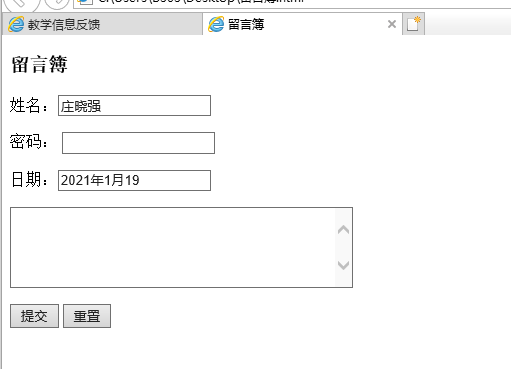 教学信息反馈
留言簿
留言簿
姓名：庄晓强
密码：
日期：2021年1月19
提交 重置